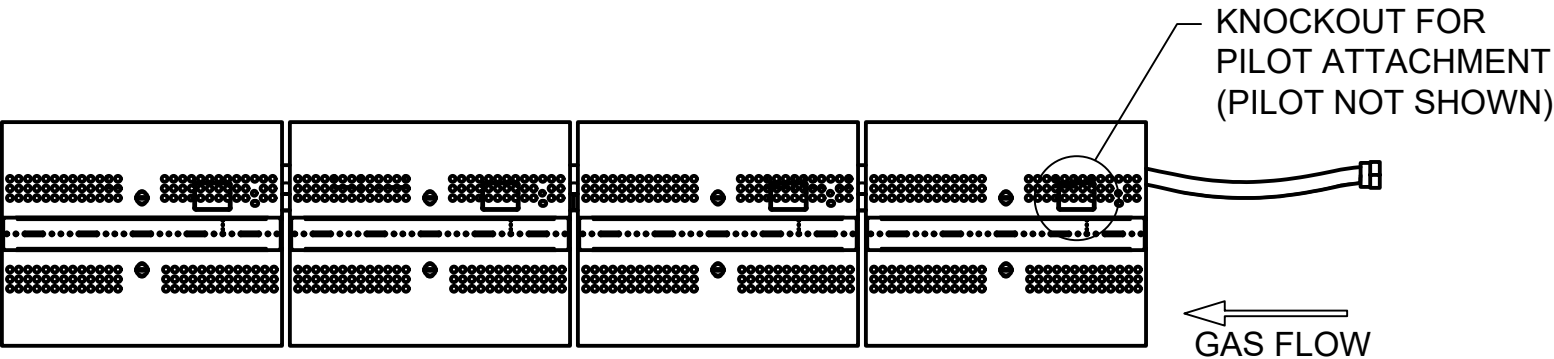 KNOCKOUT FOR
PILOT ATTACHMENT
(PILOT NOT SHOWN)
GAS FLOW